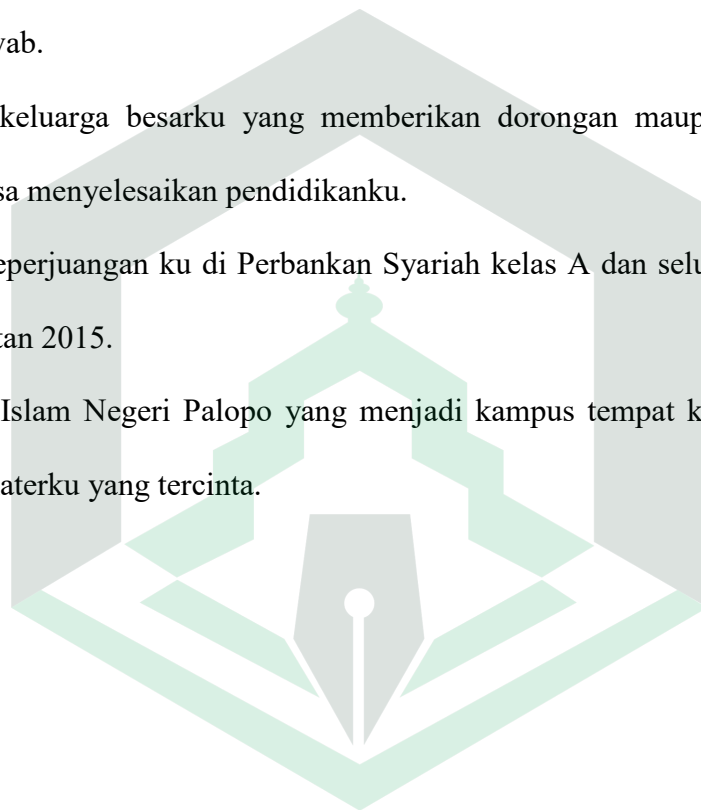 yab.
keluarga besarku yang memberikan dorongan maup
sa menyelesaikan pendidikanku.
eperjuangan ku di Perbankan Syariah kelas A dan selu
tan 2015.
Islam Negeri Palopo yang menjadi kampus tempat k
aterku yang tercinta.